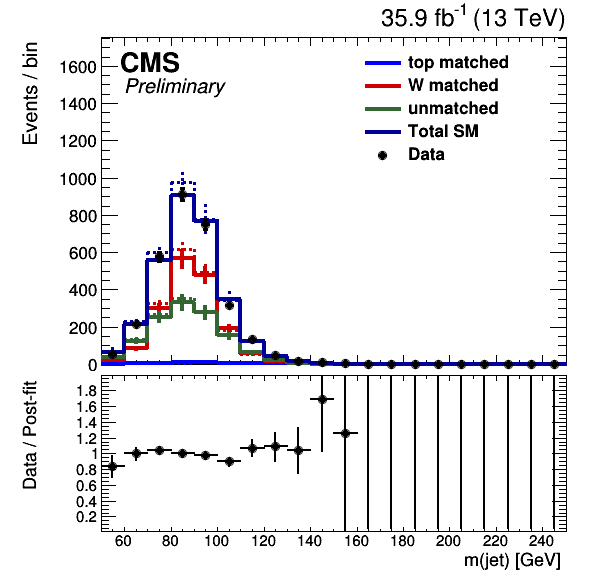 35.9 fb⁻¹ (13 TeV)
CMS
Preliminary
top matched
W matched
unmatched
Total SM
Data
Events / bin
1600
1400
1200
1000
800
600
400
200
0
Data / Post-fit
1.8
1.6
1.4
1.2
1
0.8
0.6
0.4
0.2
60 80 100 120 140 160 180 200 220 240
m(jet) [GeV]